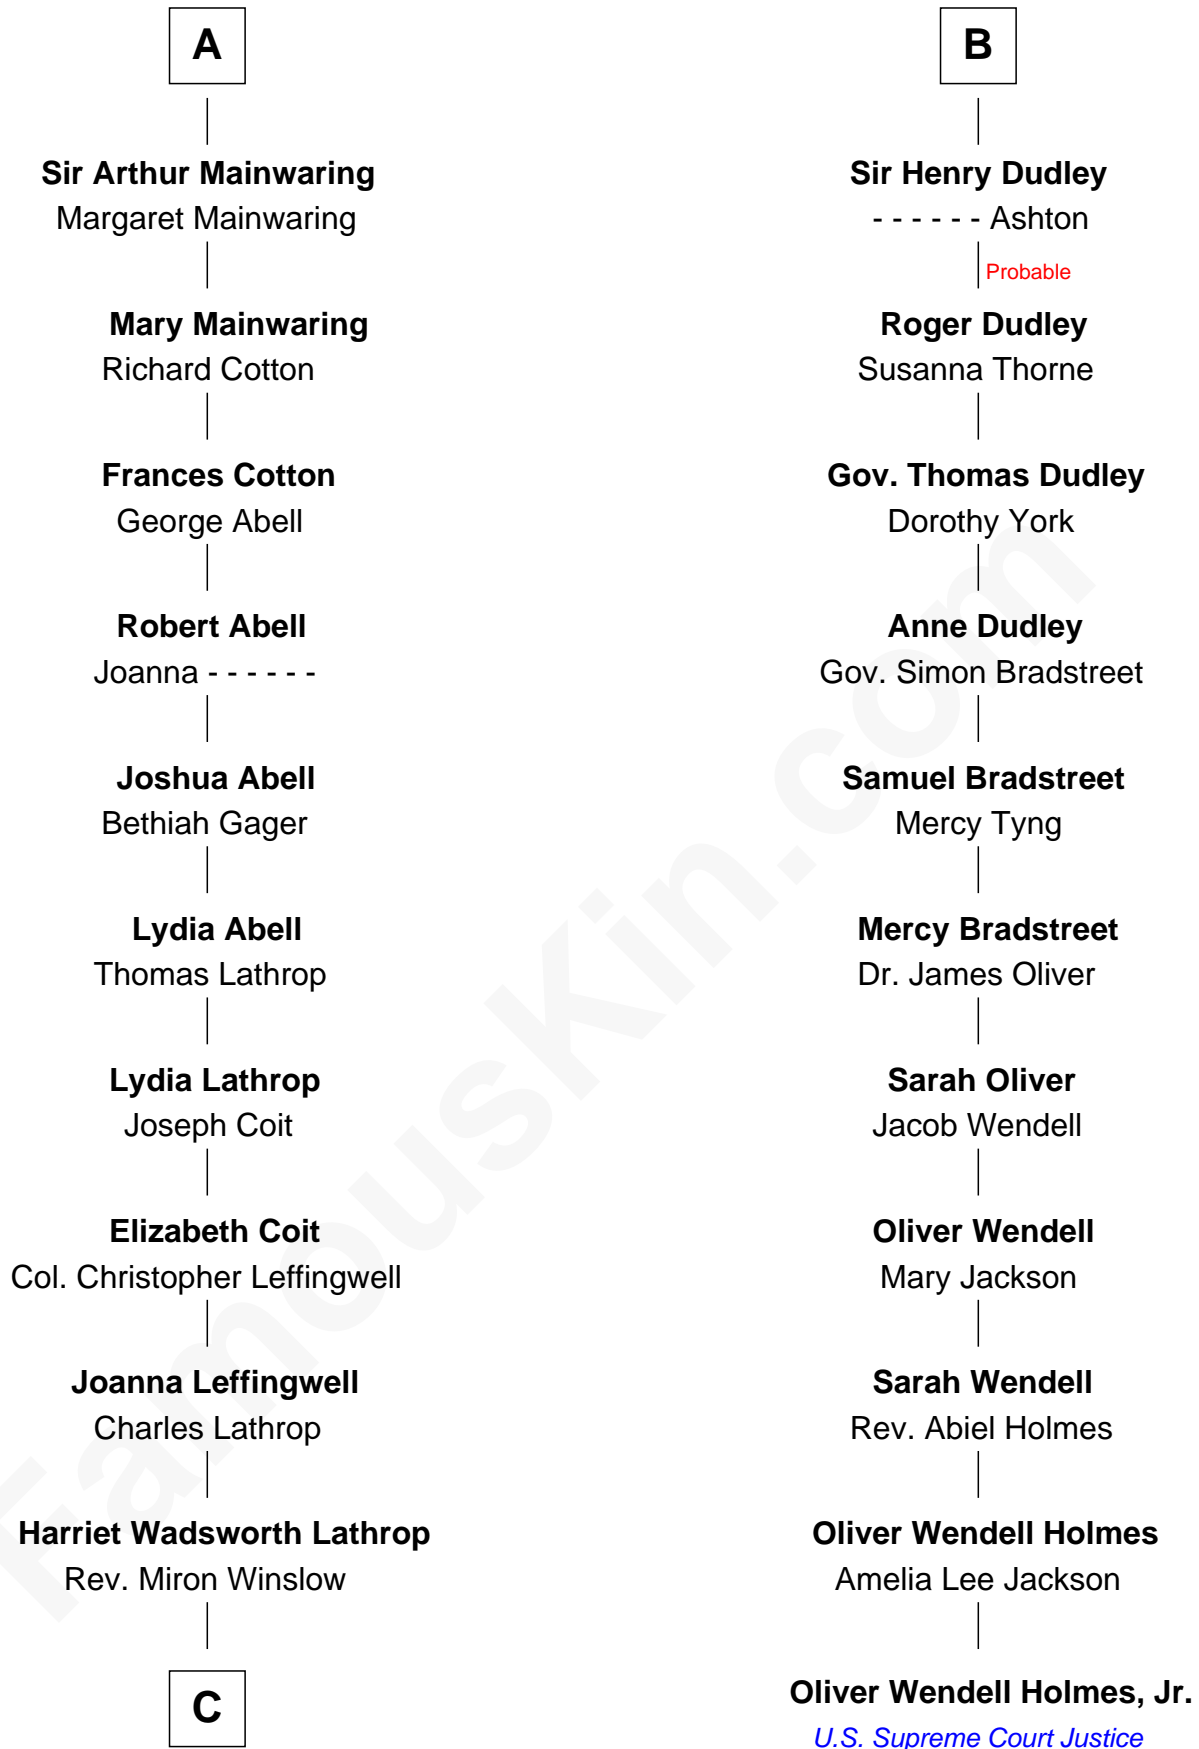 A
Sir Arthur Mainwaring
Margaret Mainwaring
Mary Mainwaring
Richard Cotton
Frances Cotton
George Abell
Robert Abell
Joanna - - - - - -
Joshua Abell
Bethiah Gager
Lydia Abell
Thomas Lathrop
Lydia Lathrop
Joseph Coit
Elizabeth Coit
Col. Christopher Leffingwell
Joanna Leffingwell
Charles Lathrop
Harriet Wadsworth Lathrop
Rev. Miron Winslow
C
B
Sir Henry Dudley
- - - - - - Ashton
Probable
Roger Dudley
Susanna Thorne
Gov. Thomas Dudley
Dorothy York
Anne Dudley
Gov. Simon Bradstreet
Samuel Bradstreet
Mercy Tyng
Mercy Bradstreet
Dr. James Oliver
Sarah Oliver
Jacob Wendell
Oliver Wendell
Mary Jackson
Sarah Wendell
Rev. Abiel Holmes
Oliver Wendell Holmes
Amelia Lee Jackson
Oliver Wendell Holmes, Jr.
U.S. Supreme Court Justice
FamousKin.com